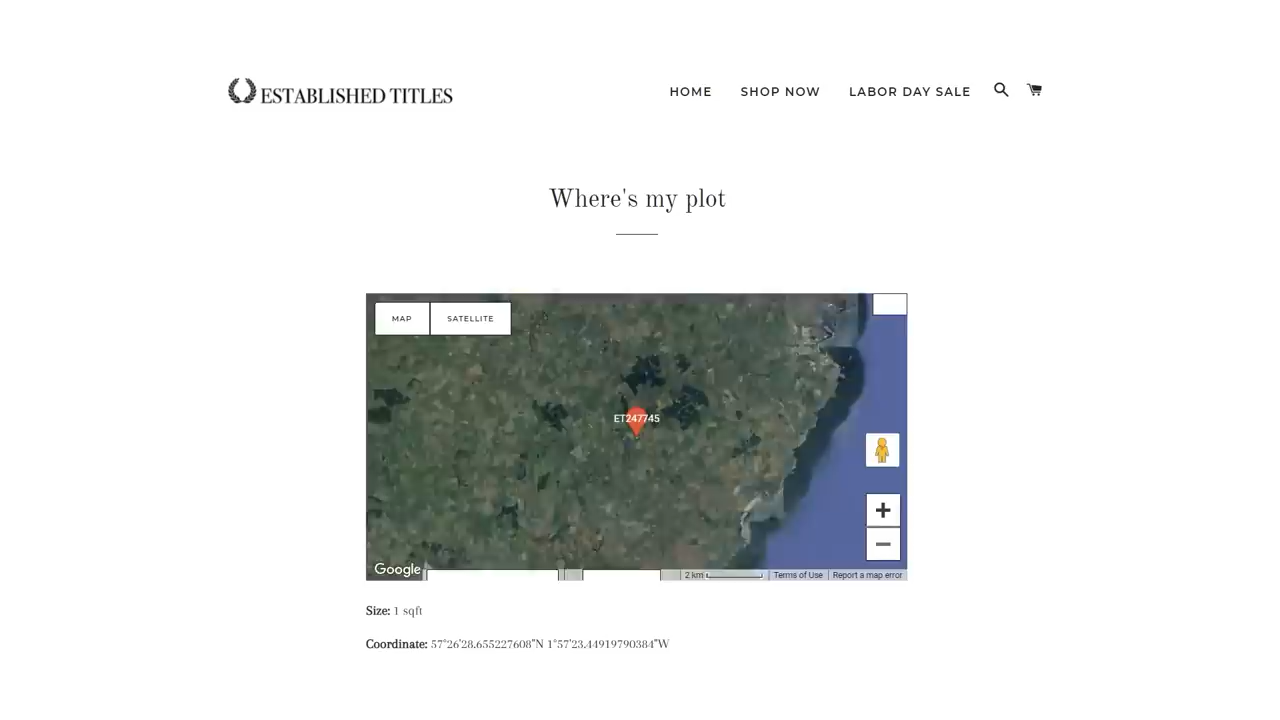 ESTABLISHED TITLES
HOME SHOP NOW LABOR DAY SALE
Where's my plot
MAP SATELLITE
ET247745
Google
2 km Terms of Use Report a map error
Size: 1 sqft
Coordinate: 57°26'28.655227608"N 1°57'23.44919790384"W